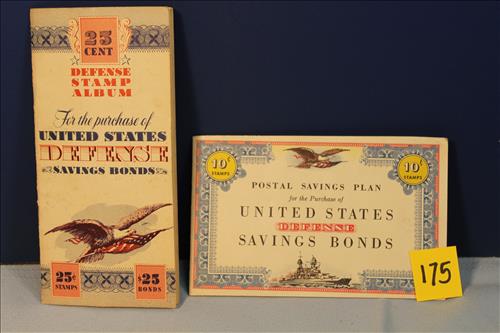 25
CENT
DEFENSE
STAMP
ALBUM
For the purchase of
UNITED STATES
DEFENSE
SAVINGS BONDS
25¢
STAMPS
$25
BONDS
10¢
STAMPS
10¢
STAMPS
POSTAL SAVINGS PLAN
for the Purchase of
UNITED STATES
DEFENSE
SAVINGS BONDS
175